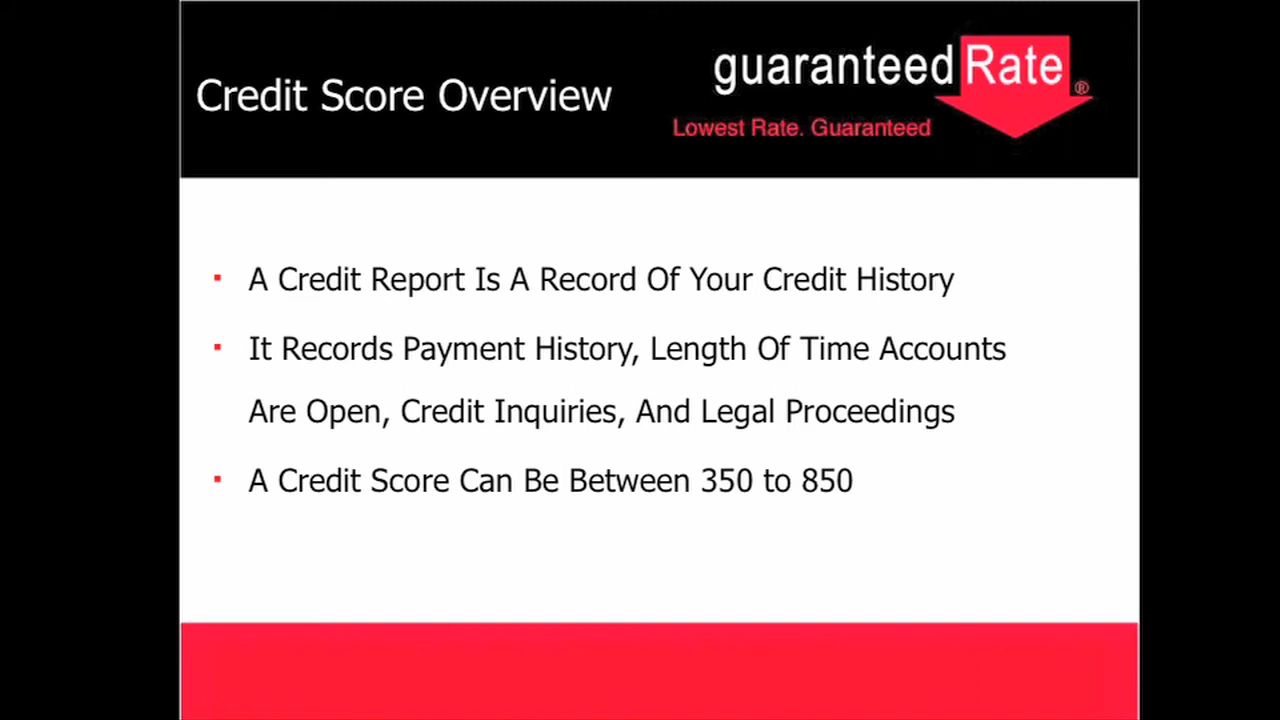 Credit Score Overview
guaranteedRate®
Lowest Rate. Guaranteed
▪ A Credit Report Is A Record Of Your Credit History
▪ It Records Payment History, Length Of Time Accounts
Are Open, Credit Inquiries, And Legal Proceedings
▪ A Credit Score Can Be Between 350 to 850